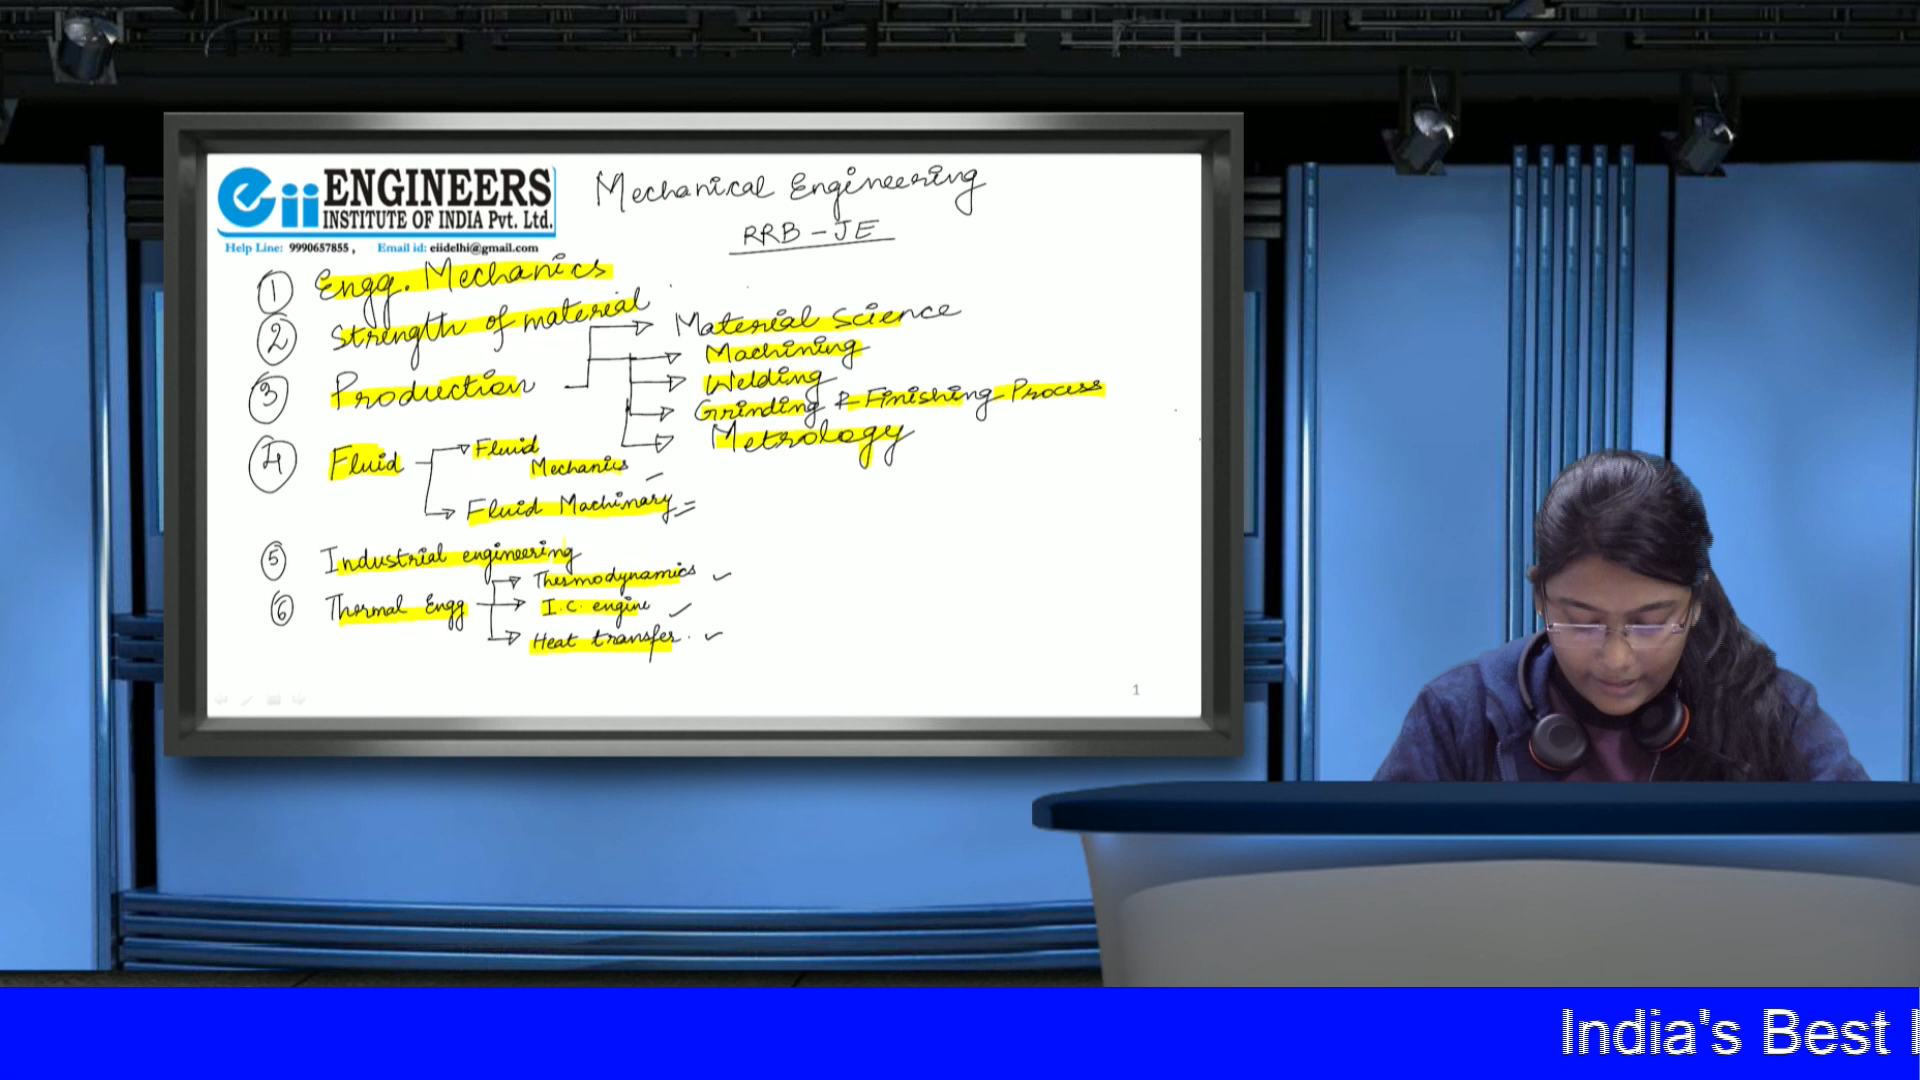 eii ENGINEERS
INSTITUTE OF INDIA Pvt. Ltd.
Help Line: 9990657855 , Email id: eiidelhi@gmail.com
Mechanical Engineering
RRB - JE
① Engg. Mechanics
② Strength of material
③ Production
Material Science
Machining
Welding
Grinding & Finishing Process
Metrology
④ Fluid
Fluid
Mechanics
Fluid Machinary
⑤ Industrial engineering
⑥ Thermal Engg
Thermodynamics
I.C. engine
Heat transfer.
1
India's Best